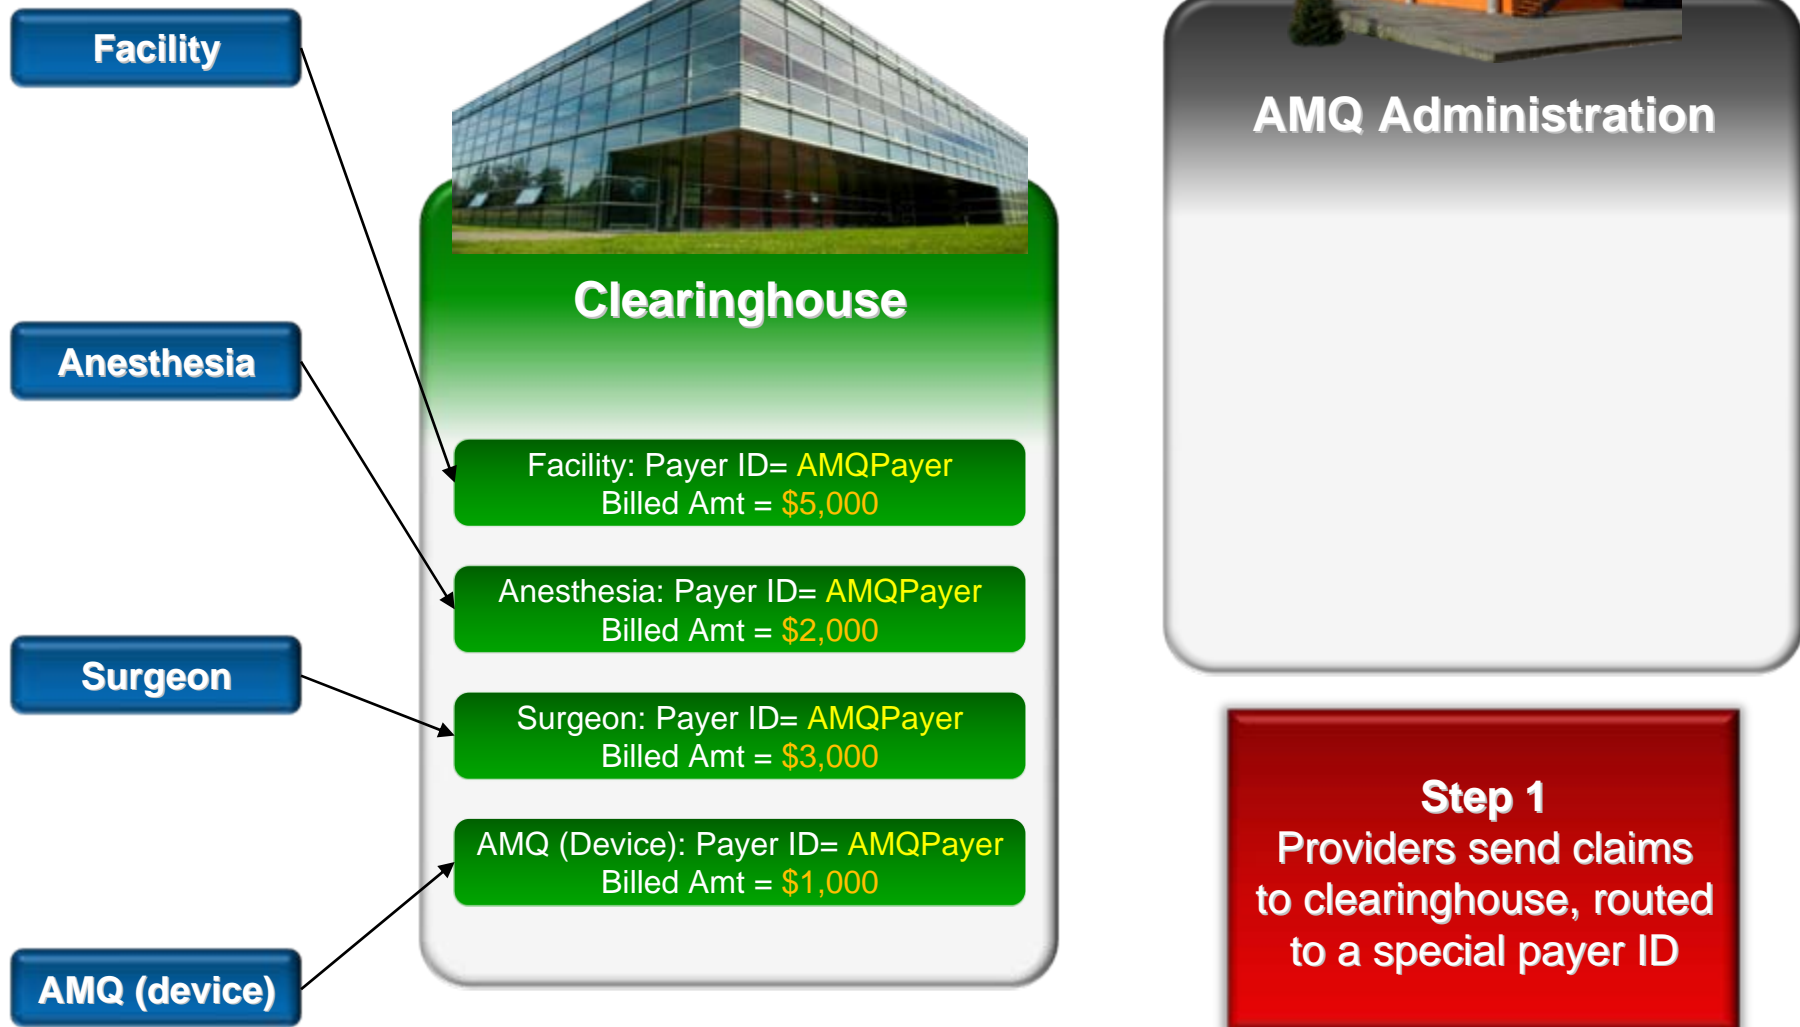 Facility
Anesthesia
Surgeon
AMQ (device)
Clearinghouse
Facility: Payer ID= AMQPayer
Billed Amt = $5,000
Anesthesia: Payer ID= AMQPayer
Billed Amt = $2,000
Surgeon: Payer ID= AMQPayer
Billed Amt = $3,000
AMQ (Device): Payer ID= AMQPayer
Billed Amt = $1,000
AMQ Administration
Step 1
Providers send claims
to clearinghouse, routed
to a special payer ID